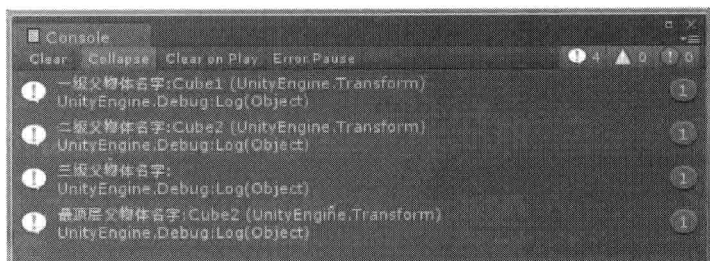 Console
Clear Collapse Clear on Play Error Pause 4 0 0
一级父物体名字:Cube1 (UnityEngine.Transform)
UnityEngine.Debug:Log(Object)
1
二级父物体名字:Cube2 (UnityEngine.Transform)
UnityEngine.Debug:Log(Object)
1
三级父物体名字:
UnityEngine.Debug:Log(Object)
1
最顶层父物体名字:Cube2 (UnityEngine.Transform)
UnityEngine.Debug:Log(Object)
1